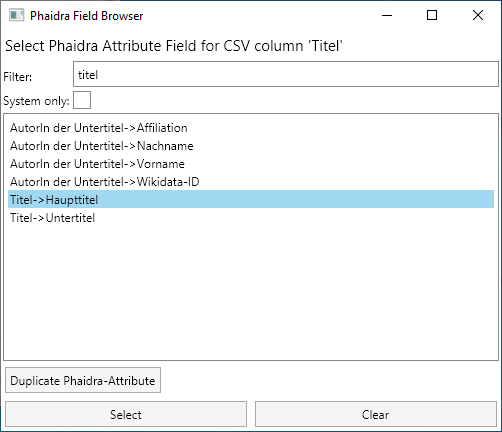 Phaidra Field Browser
Select Phaidra Attribute Field for CSV column 'Titel'
Filter: titel
System only:
AutorIn der Untertitel->Affiliation
AutorIn der Untertitel->Nachname
AutorIn der Untertitel->Vorname
AutorIn der Untertitel->Wikidata-ID
Titel->Haupttitel
Titel->Untertitel
Duplicate Phaidra-Attribute
Select Clear